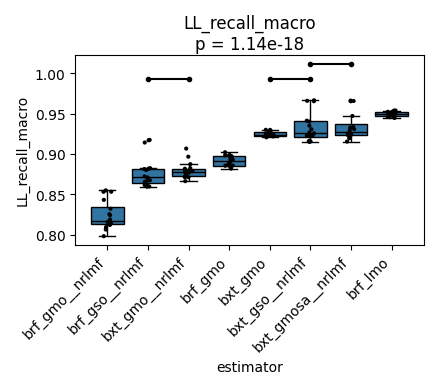 LL_recall_macro
p = 1.14e-18
LL_recall_macro
1.00
0.95
0.90
0.85
0.80
brf_gmo__nrlmf
brf_gso__nrlmf
bxt_gmo__nrlmf
brf_gmo
bxt_gmo
bxt_gso__nrlmf
bxt_gmosa__nrlmf
brf_lmo
estimator